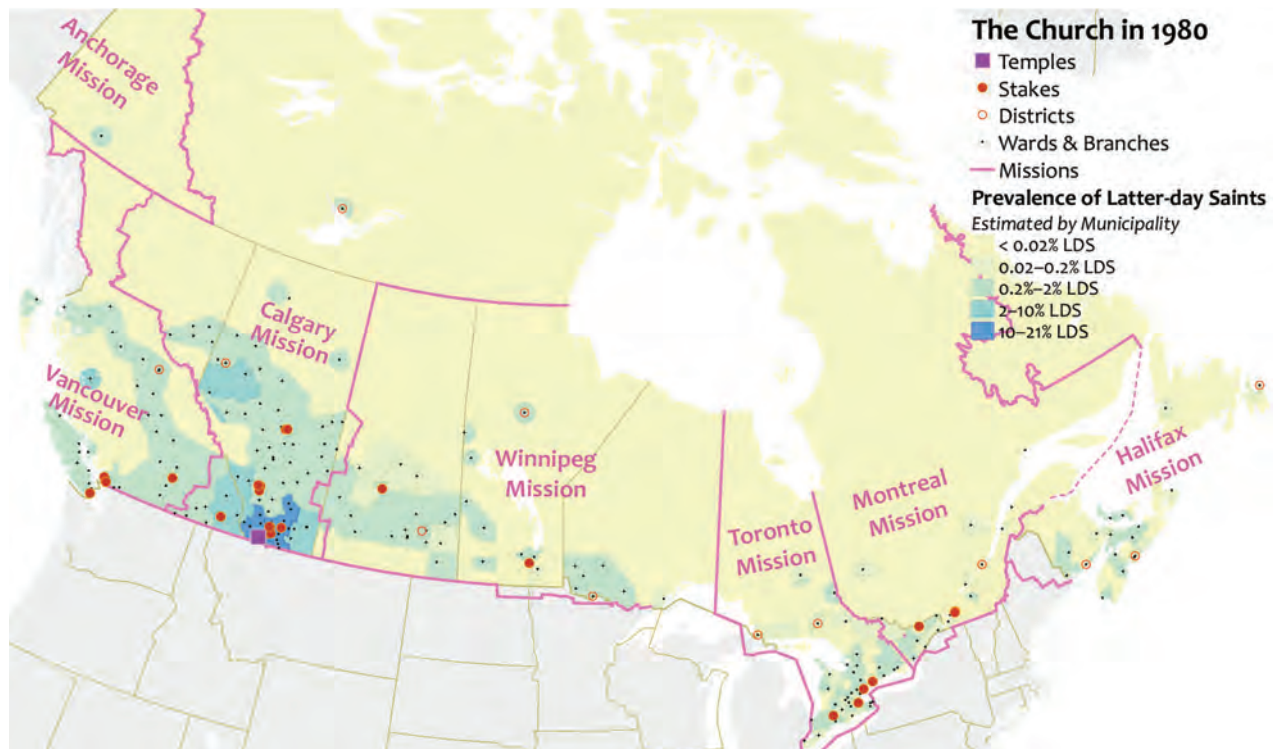 The Church in 1980
Temples
Stakes
Districts
Wards & Branches
Missions
Prevalence of Latter-day Saints
Estimated by Municipality
< 0.02% LDS
0.02–0.2% LDS
0.2%–2% LDS
2–10% LDS
10–21% LDS
Anchorage
Mission
Calgary
Mission
Vancouver
Mission
Winnipeg
Mission
Toronto
Mission
Montreal
Mission
Halifax
Mission